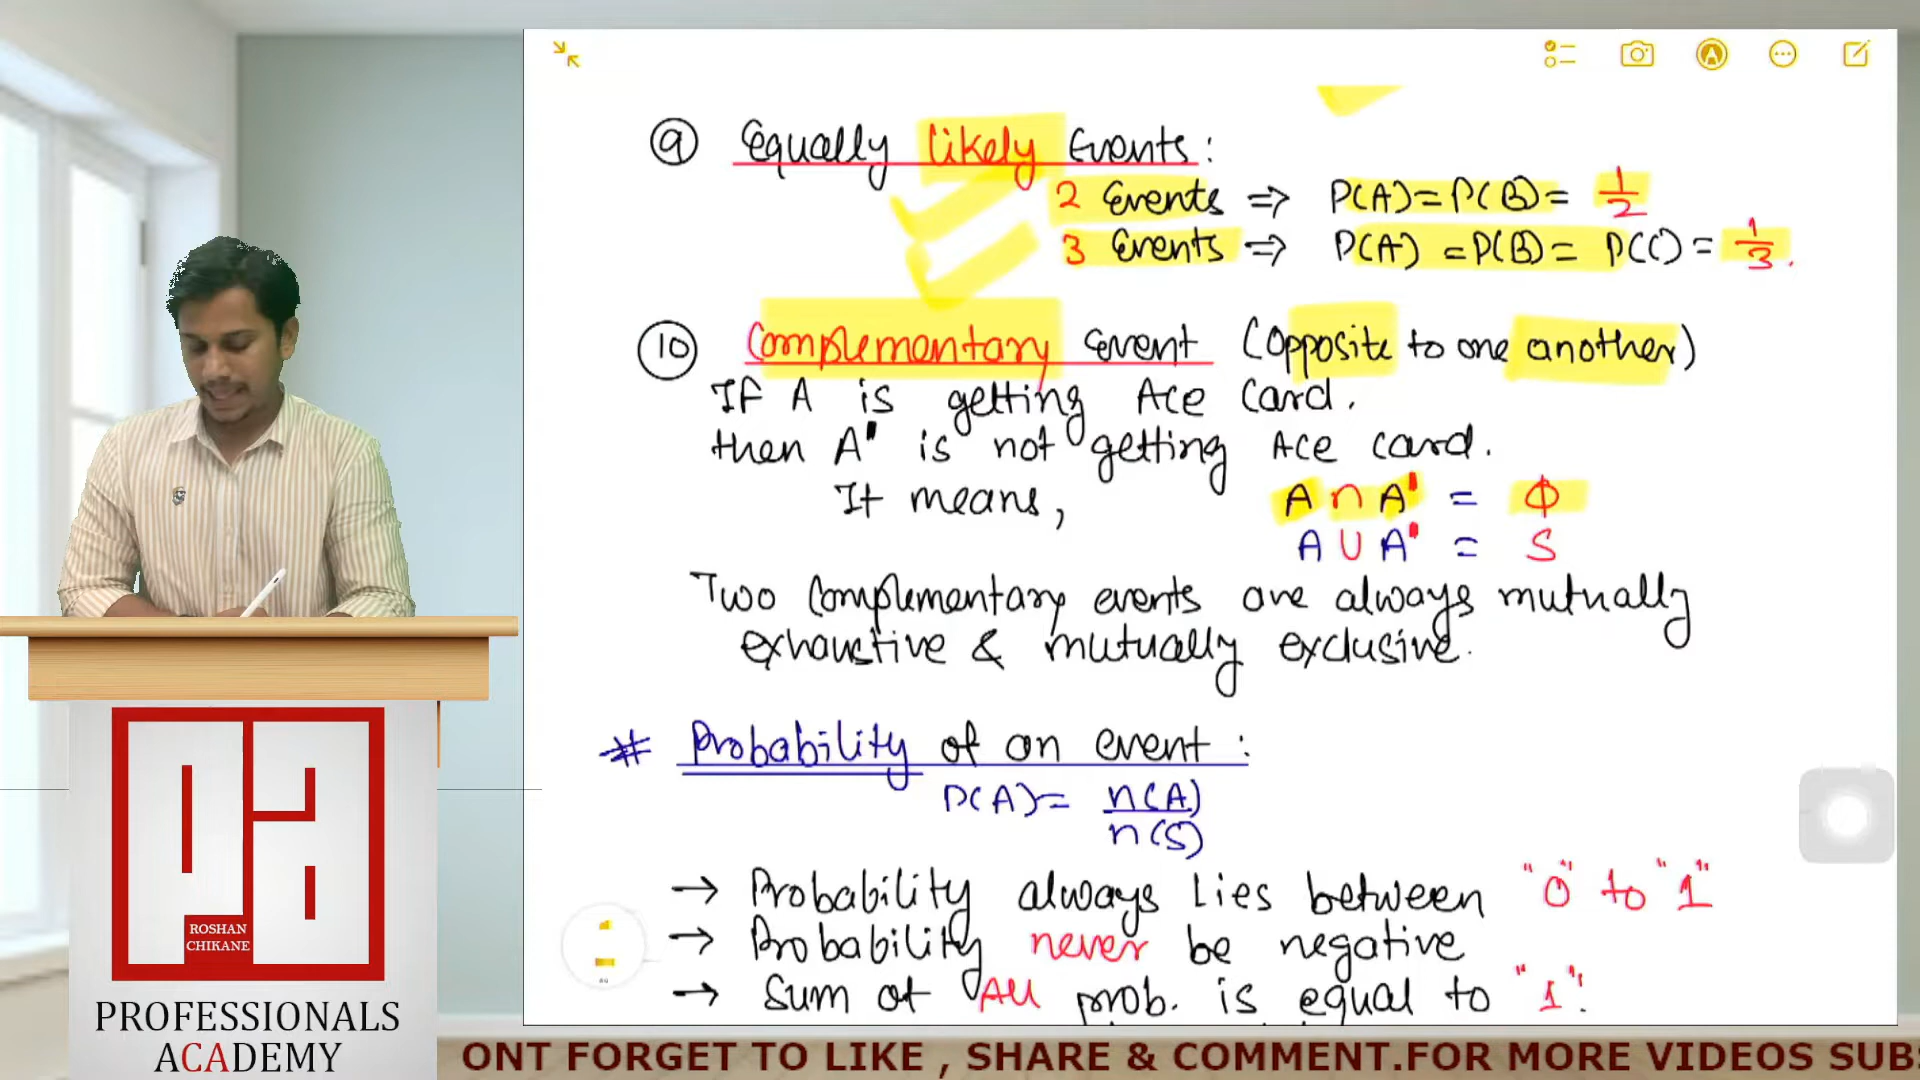 ⑨ Equally likely Events :
2 Events ⇒ P(A) = P(B) = 1/2
3 Events ⇒ P(A) = P(B) = P(C) = 1/3.
⑩ Complementary Event (opposite to one another)
If A is getting Ace Card.
then A' is not getting Ace card.
It means, A ∩ A' = Φ
A ∪ A' = S
Two Complementary events are always mutually
exhaustive & mutually exclusive.
# Probability of an event :
P(A) = n(A)/n(S)
→ Probability always lies between "0" to "1"
→ Probability never be negative
→ Sum of All prob. is equal to "1".
pa
ROSHAN
CHIKANE
PROFESSIONALS
ACADEMY
ONT FORGET TO LIKE , SHARE & COMMENT.FOR MORE VIDEOS SUBS